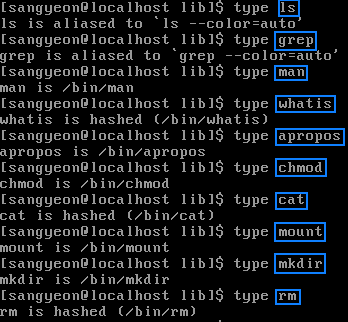 [sangyeon@localhost lib]$ type ls
ls is aliased to `ls --color=auto'
[sangyeon@localhost lib]$ type grep
grep is aliased to `grep --color=auto'
[sangyeon@localhost lib]$ type man
man is /bin/man
[sangyeon@localhost lib]$ type whatis
whatis is hashed (/bin/whatis)
[sangyeon@localhost lib]$ type apropos
apropos is /bin/apropos
[sangyeon@localhost lib]$ type chmod
chmod is /bin/chmod
[sangyeon@localhost lib]$ type cat
cat is hashed (/bin/cat)
[sangyeon@localhost lib]$ type mount
mount is /bin/mount
[sangyeon@localhost lib]$ type mkdir
mkdir is /bin/mkdir
[sangyeon@localhost lib]$ type rm
rm is hashed (/bin/rm)